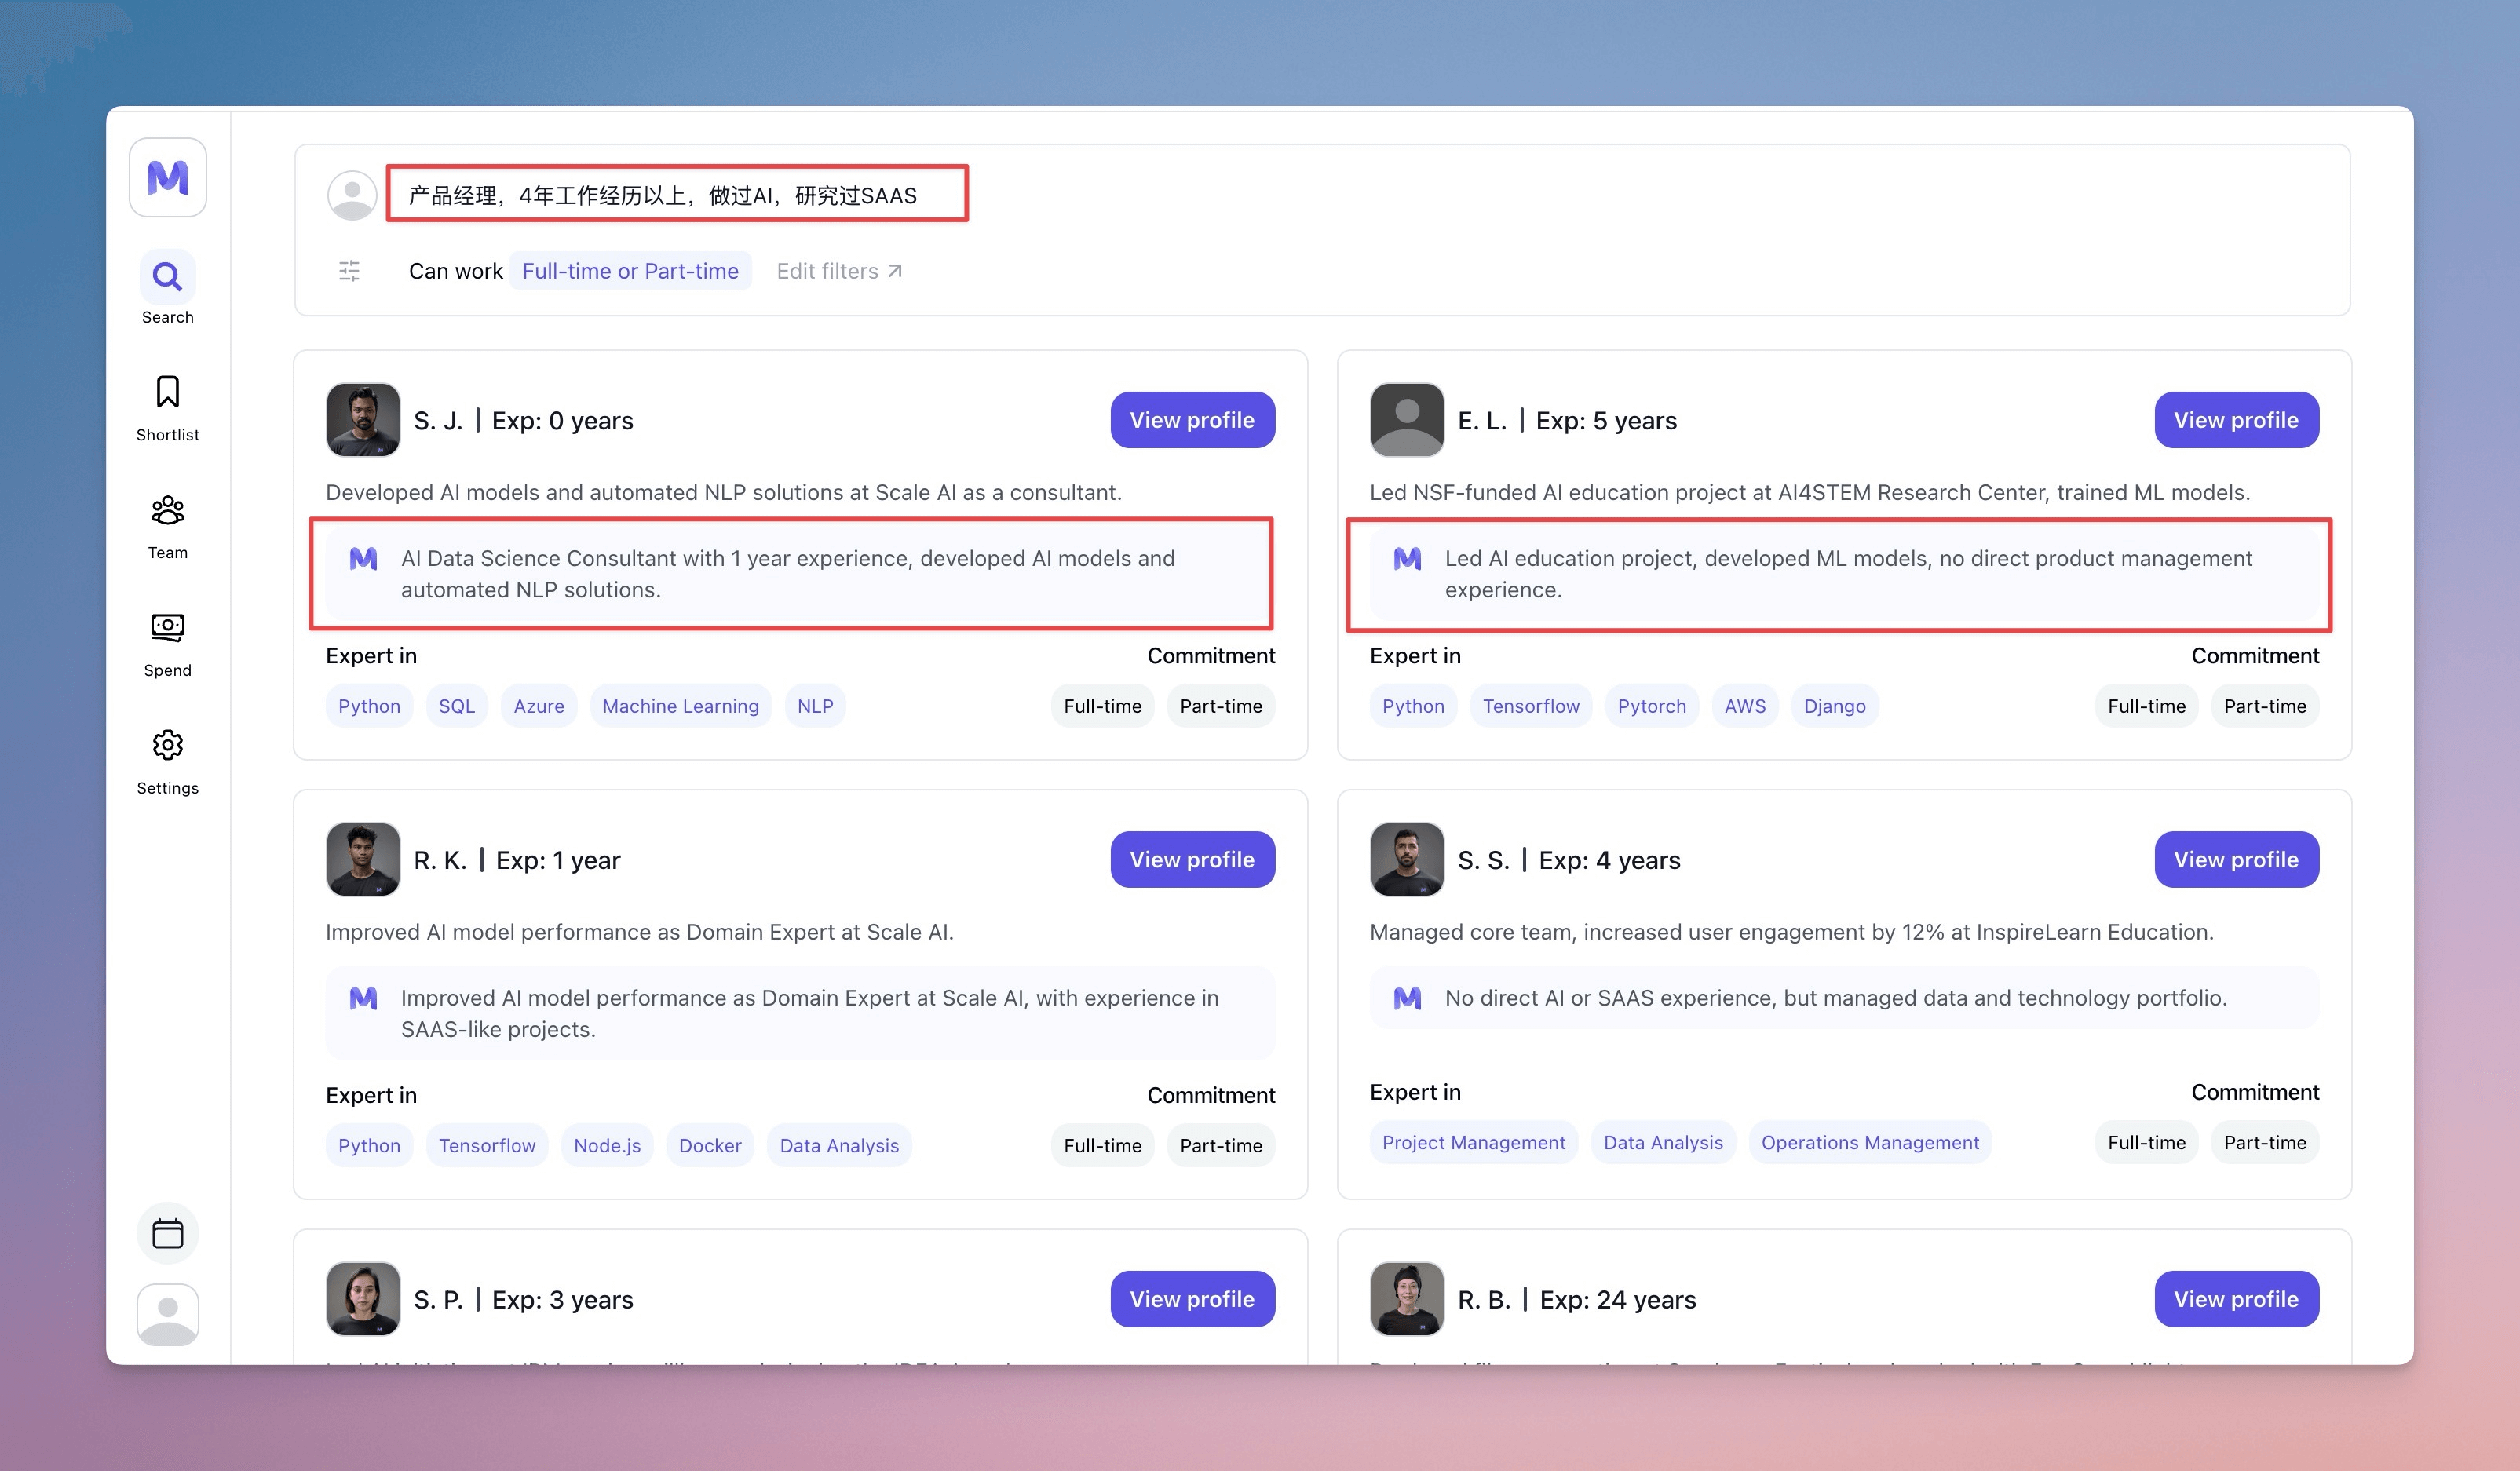 产品经理，4年工作经历以上，做过AI，研究过SAAS
Can work Full-time or Part-time Edit filters
Search
Shortlist
Team
Spend
Settings
S. J. | Exp: 0 years
View profile
Developed AI models and automated NLP solutions at Scale AI as a consultant.
AI Data Science Consultant with 1 year experience, developed AI models and
automated NLP solutions.
Expert in
Commitment
Python SQL Azure Machine Learning NLP
Full-time Part-time
E. L. | Exp: 5 years
View profile
Led NSF-funded AI education project at AI4STEM Research Center, trained ML models.
Led AI education project, developed ML models, no direct product management
experience.
Expert in
Commitment
Python Tensorflow Pytorch AWS Django
Full-time Part-time
R. K. | Exp: 1 year
View profile
Improved AI model performance as Domain Expert at Scale AI.
Improved AI model performance as Domain Expert at Scale AI, with experience in
SAAS-like projects.
Expert in
Commitment
Python Tensorflow Node.js Docker Data Analysis
Full-time Part-time
S. S. | Exp: 4 years
View profile
Managed core team, increased user engagement by 12% at InspireLearn Education.
No direct AI or SAAS experience, but managed data and technology portfolio.
Expert in
Commitment
Project Management Data Analysis Operations Management
Full-time Part-time
S. P. | Exp: 3 years
View profile
R. B. | Exp: 24 years
View profile